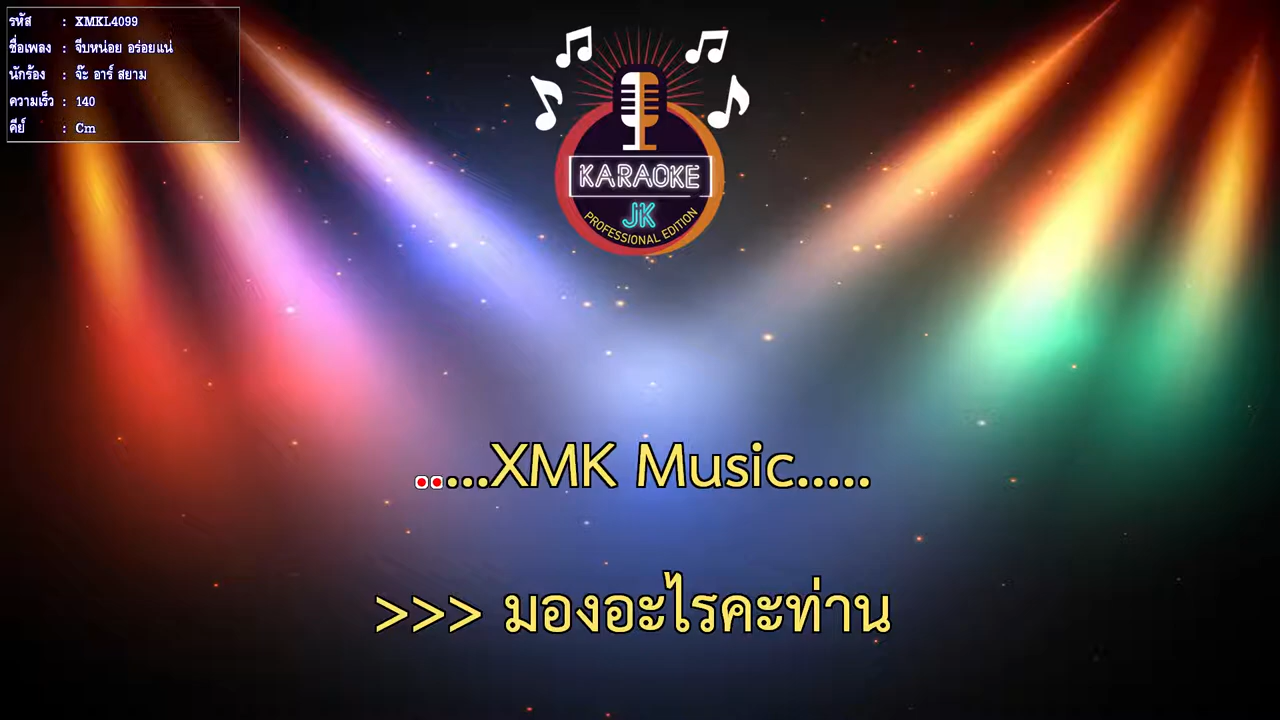 รหัส : XMKL4099
ชื่อเพลง : จีบหน่อย อร่อยแน่
นักร้อง : จ๊ะ อาร์ สยาม
ความเร็ว : 140
คีย์ : Cm
KARAOKE
JK
PROFESSIONAL EDITION
.....XMK Music.....
>>> มองอะไรคะท่าน